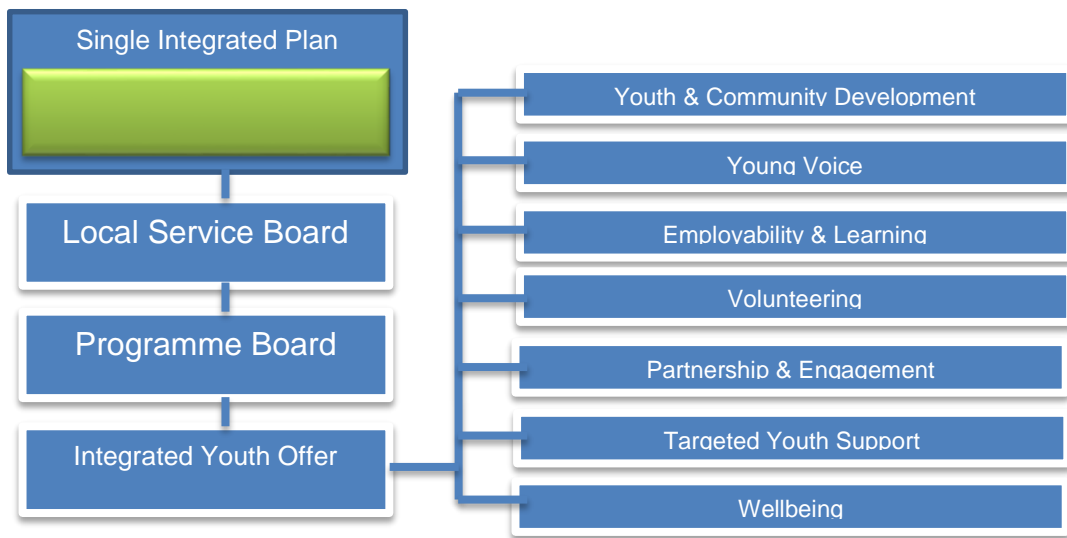 Single Integrated Plan
Local Service Board
Programme Board
Integrated Youth Offer
Youth & Community Development
Young Voice
Employability & Learning
Volunteering
Partnership & Engagement
Targeted Youth Support
Wellbeing